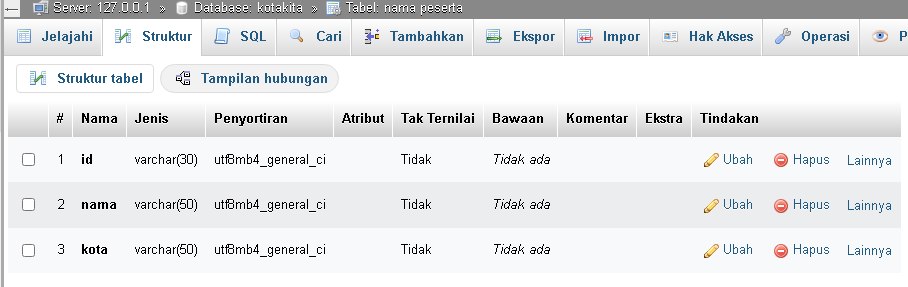 ← Server: 127.0.0.1 » Database: kotakita » Tabel: nama peserta
Jelajahi Struktur SQL Cari Tambahkan Ekspor Impor Hak Akses Operasi P
Struktur tabel Tampilan hubungan
# Nama Jenis Penyortiran Atribut Tak Ternilai Bawaan Komentar Ekstra Tindakan
1 id varchar(30) utf8mb4_general_ci Tidak Tidak ada Ubah Hapus Lainnya
2 nama varchar(50) utf8mb4_general_ci Tidak Tidak ada Ubah Hapus Lainnya
3 kota varchar(50) utf8mb4_general_ci Tidak Tidak ada Ubah Hapus Lainnya